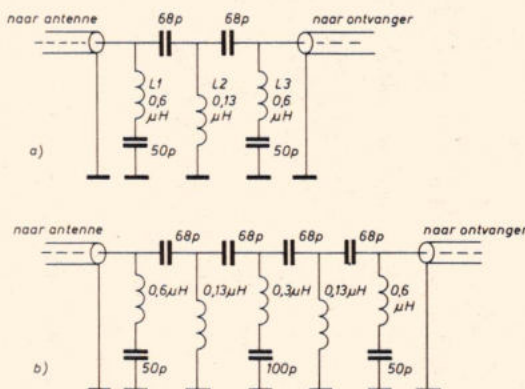 naar antenne 68p 68p naar ontvanger
L1 0,6 µH
L2 0,13 µH
L3 0,6 µH
50p 50p
a)
naar antenne 68p 68p 68p 68p naar ontvanger
0,6µH 0,13µH 0,3µH 0,13µH 0,6 µH
50p 100p 50p
b)